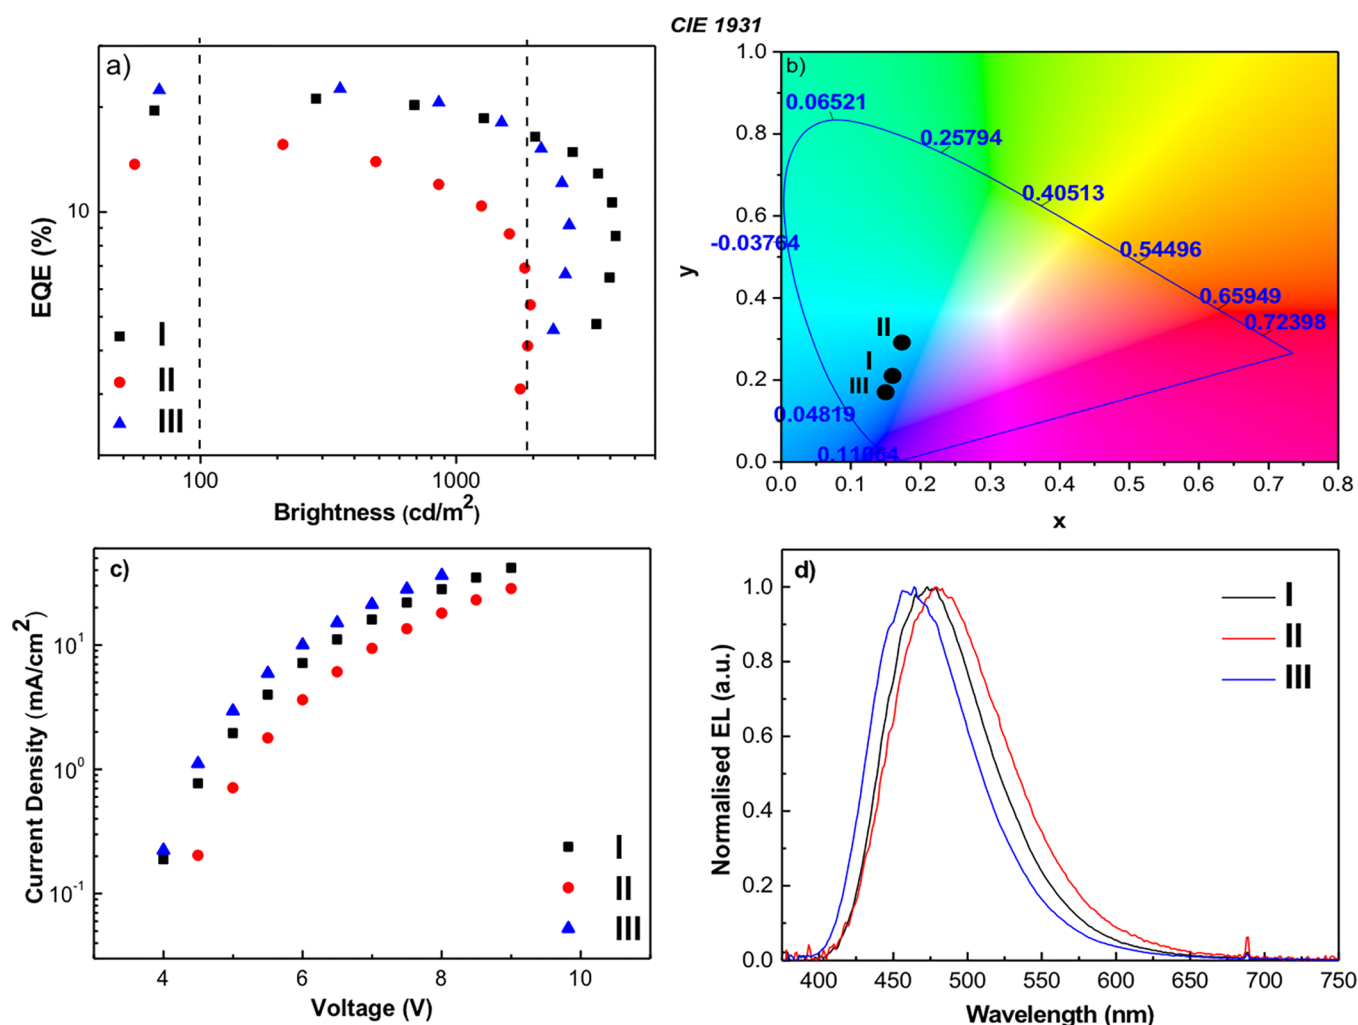 CIE 1931
a)
EQE (%)
10
I
II
III
100
1000
Brightness (cd/m2)
b)
y
1.0
0.8
0.6
0.4
0.2
0.0
0.06521
0.25794
0.40513
-0.03764
0.54496
0.65949
0.72398
II
I
III
0.04819
0.11064
0.0 0.1 0.2 0.3 0.4 0.5 0.6 0.7 0.8
x
c)
Current Density (mA/cm2)
101
100
10-1
I
II
III
4 6 8 10
Voltage (V)
d)
Normalised EL (a.u.)
1.0
0.8
0.6
0.4
0.2
0.0
I
II
III
400 450 500 550 600 650 700 750
Wavelength (nm)